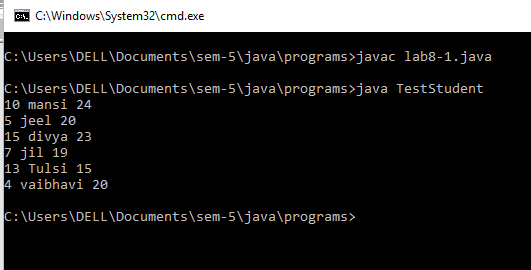 C:\Windows\System32\cmd.exe
C:\Users\DELL\Documents\sem-5\java\programs>javac lab8-1.java
C:\Users\DELL\Documents\sem-5\java\programs>java TestStudent
10 mansi 24
5 jeel 20
15 divya 23
7 jil 19
13 Tulsi 15
4 vaibhavi 20
C:\Users\DELL\Documents\sem-5\java\programs>